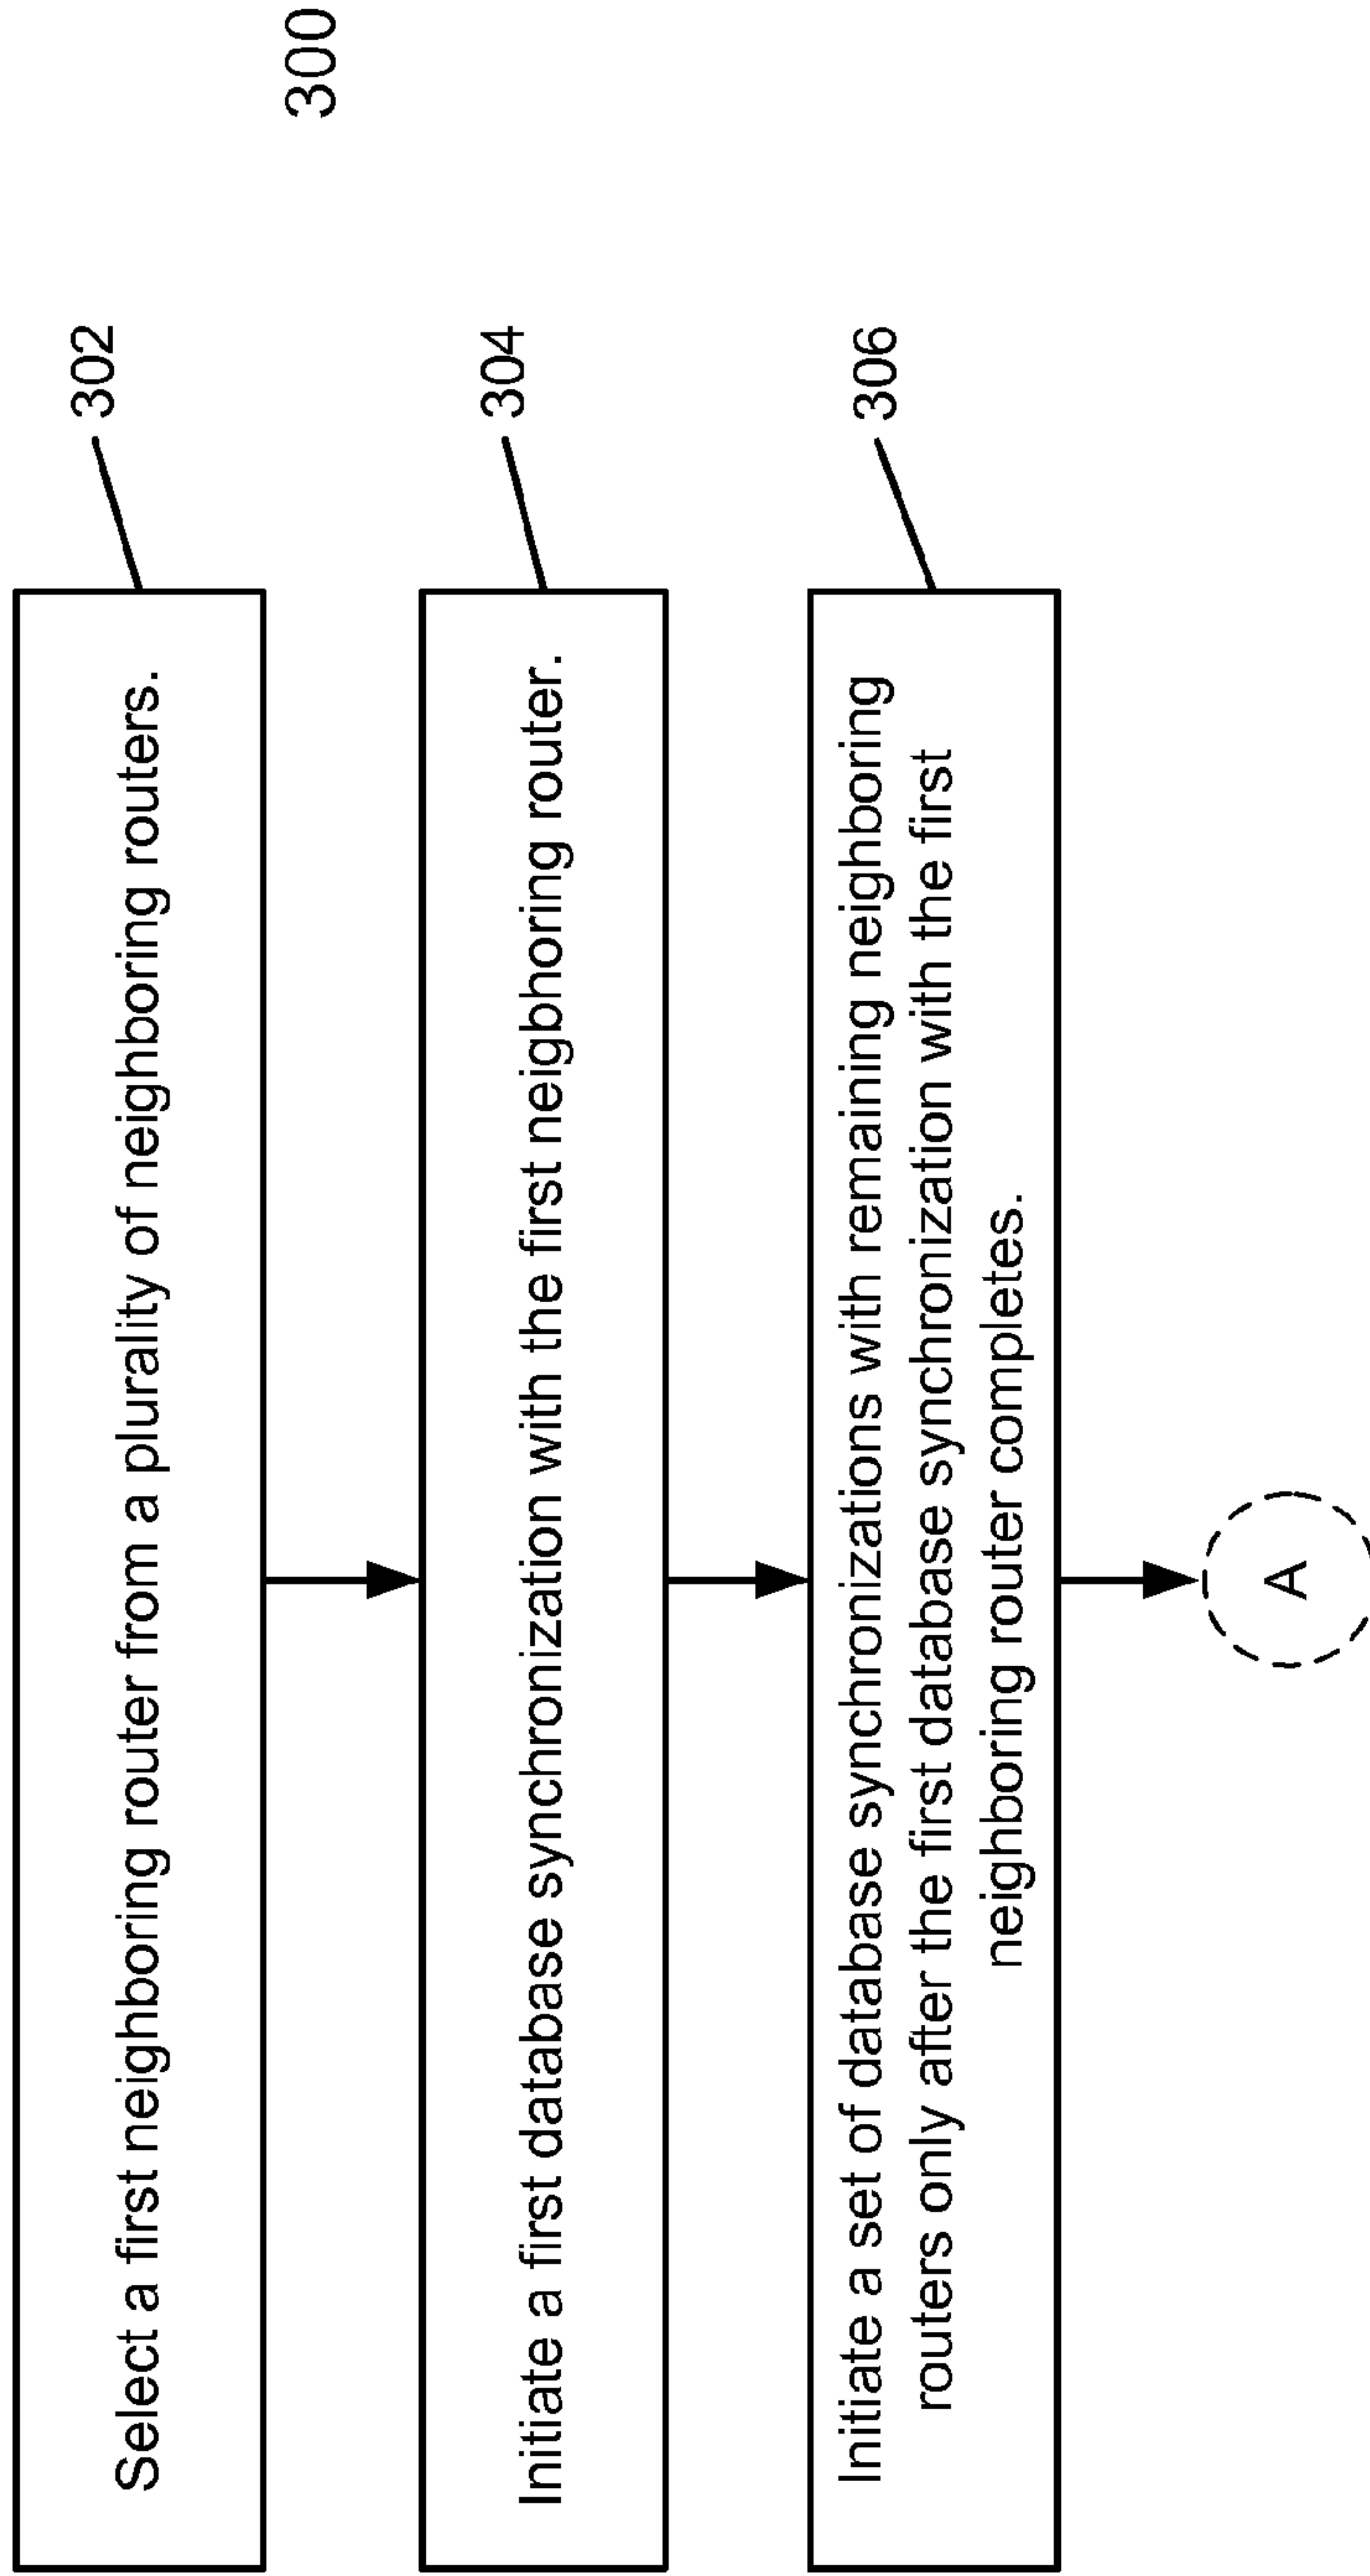 300
302
Select a first neighboring router from a plurality of neighboring routers.
304
Initiate a first database synchronization with the first neigbhoring router.
306
Initiate a set of database synchronizations with remaining neighboring
routers only after the first database synchronization with the first
neighboring router completes.
A